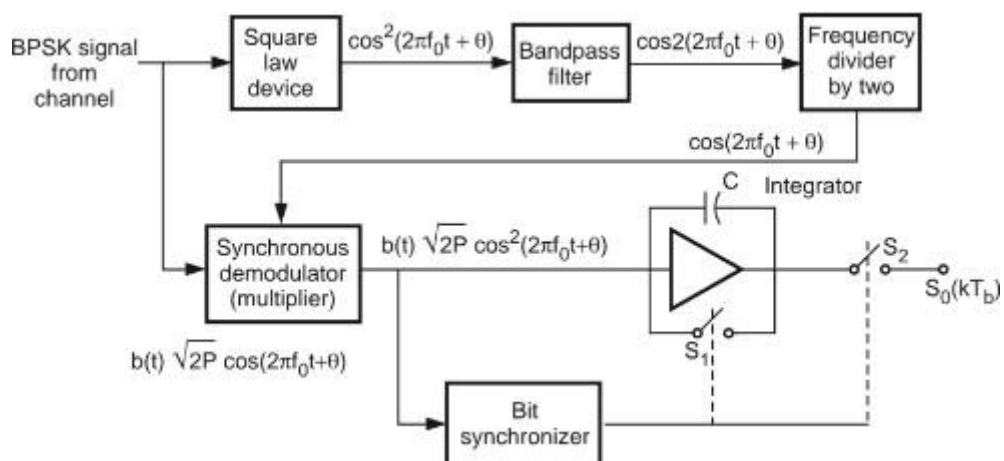 BPSK signal
from
channel
Square
law
device
cos²(2πf₀t + θ)
Bandpass
filter
cos2(2πf₀t + θ)
Frequency
divider
by two
cos(2πf₀t + θ)
C
Integrator
Synchronous
demodulator
(multiplier)
b(t) √2P cos²(2πf₀t+θ)
S₂
S₀(kT_b)
S₁
b(t) √2P cos(2πf₀t+θ)
Bit
synchronizer